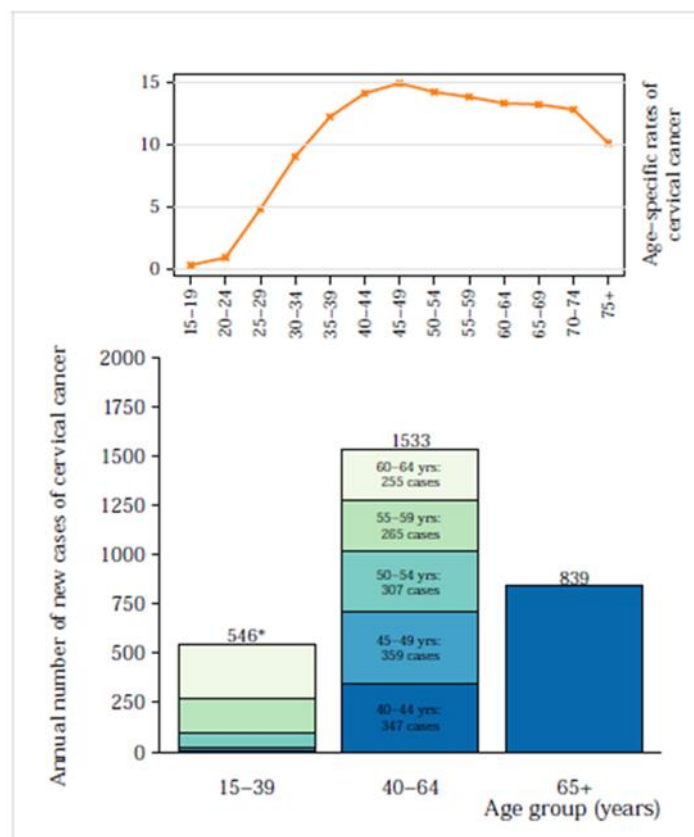 15
10
5
0
Age–specific rates of
cervical cancer
15–19
20–24
25–29
30–34
35–39
40–44
45–49
50–54
55–59
60–64
65–69
70–74
75+
Annual number of new cases of cervical cancer
2000
1750
1500
1250
1000
750
500
250
0
546*
1533
60–64 yrs:
255 cases
55–59 yrs:
265 cases
50–54 yrs:
307 cases
45–49 yrs:
359 cases
40–44 yrs:
347 cases
839
15–39
40–64
65+
Age group (years)